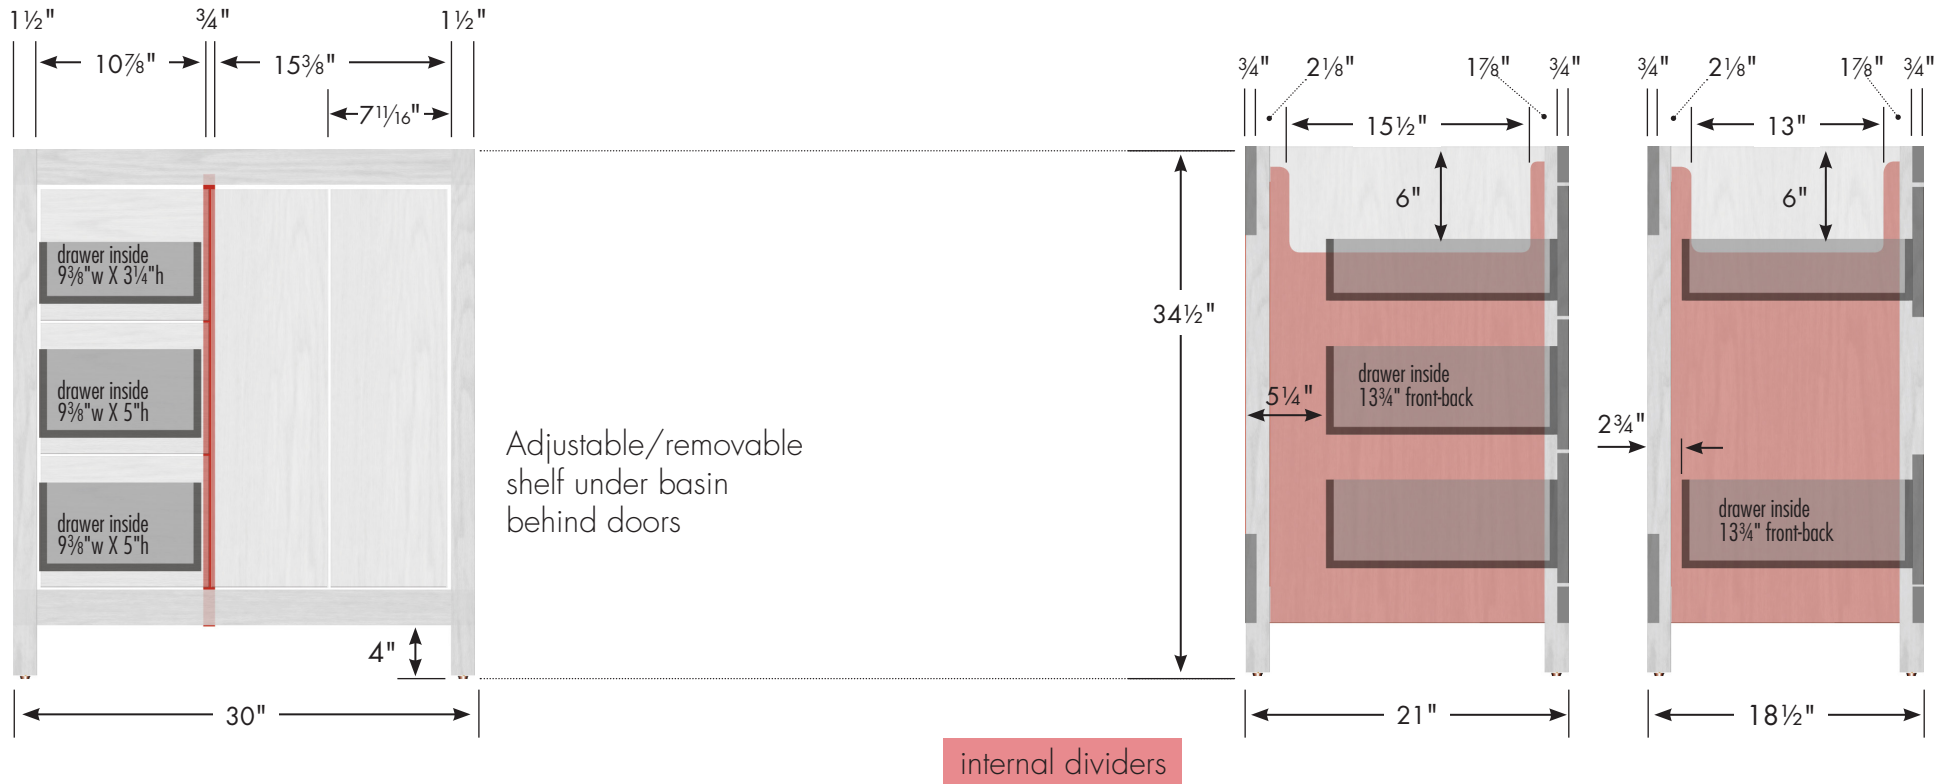 1½" ¾" 1½"
10⅞" 15⅜"
7 11/16"
drawer inside
9⅜"w X 3¼"h
drawer inside
9⅜"w X 5"h
drawer inside
9⅜"w X 5"h
4"
30"
Adjustable/removable
shelf under basin
behind doors
34½"
¾" 2⅛" 1⅞" ¾"
15½"
6"
drawer inside
13¾" front-back
5¼"
21"
¾" 2⅛" 1⅞" ¾"
13"
6"
2¾"
drawer inside
13¾" front-back
18½"
internal dividers